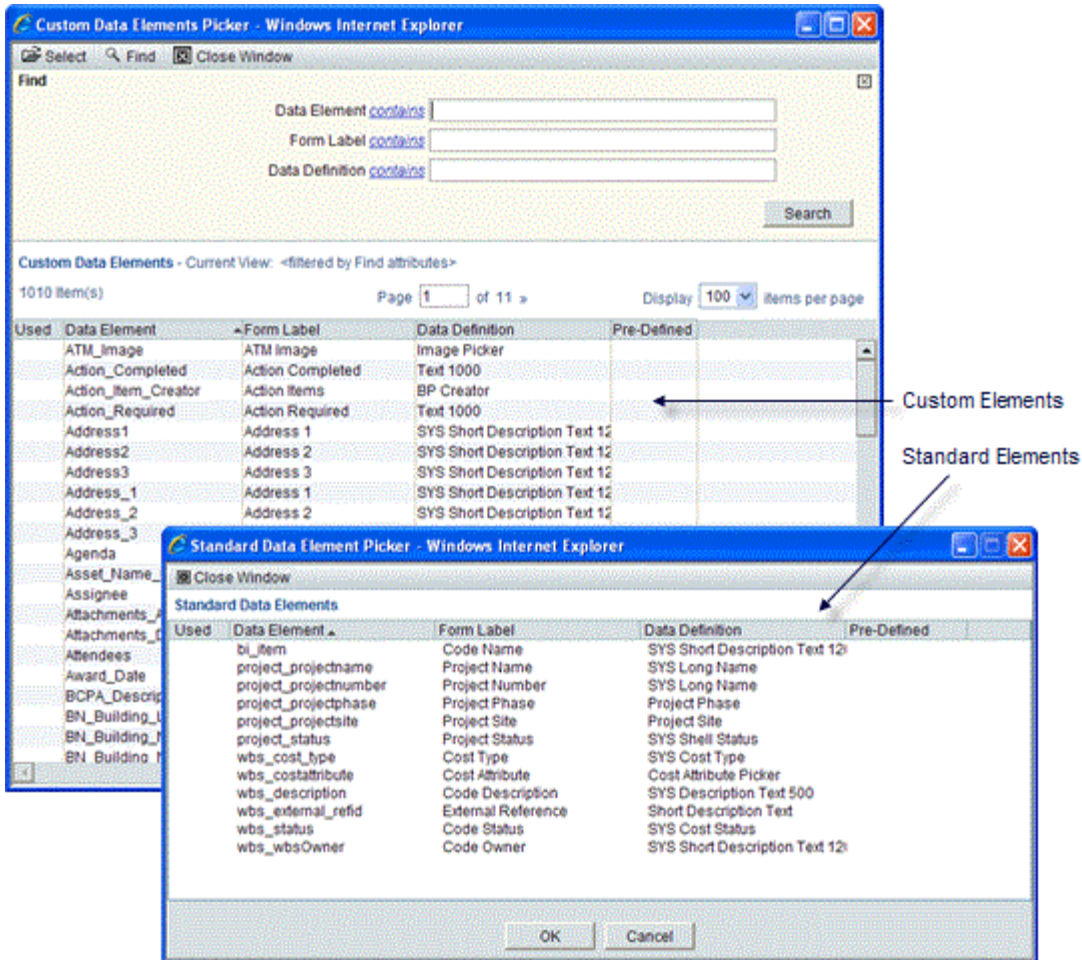 Custom Data Elements Picker - Windows Internet Explorer
Select Find Close Window
Find
Data Element contains
Form Label contains
Data Definition contains
Search
Custom Data Elements - Current View: <filtered by Find attributes>
1010 Item(s) Page 1 of 11 » Display 100 items per page
Used Data Element Form Label Data Definition Pre-Defined
ATM_Image ATM Image Image Picker
Action_Completed Action Completed Text 1000
Action_Item_Creator Action Items BP Creator
Action_Required Action Required Text 1000
Address1 Address 1 SYS Short Description Text 12
Address2 Address 2 SYS Short Description Text 12
Address3 Address 3 SYS Short Description Text 12
Address_1 Address 1 SYS Short Description Text 12
Address_2 Address 2 SYS Short Description Text 12
Address_3
Agenda
Asset_Name_
Assignee
Attachments_A
Attachments_D
Attendees
Award_Date
BCPA_Descrip
BN_Building_L
BN_Building_N
BN_Building_N
Custom Elements
Standard Elements
Standard Data Element Picker - Windows Internet Explorer
Close Window
Standard Data Elements
Used Data Element Form Label Data Definition Pre-Defined
bi_item Code Name SYS Short Description Text 120
project_projectname Project Name SYS Long Name
project_projectnumber Project Number SYS Long Name
project_projectphase Project Phase Project Phase
project_projectsite Project Site Project Site
project_status Project Status SYS Shell Status
wbs_cost_type Cost Type SYS Cost Type
wbs_costattribute Cost Attribute Cost Attribute Picker
wbs_description Code Description SYS Description Text 500
wbs_external_refid External Reference Short Description Text
wbs_status Code Status SYS Cost Status
wbs_wbsOwner Code Owner SYS Short Description Text 120
OK Cancel